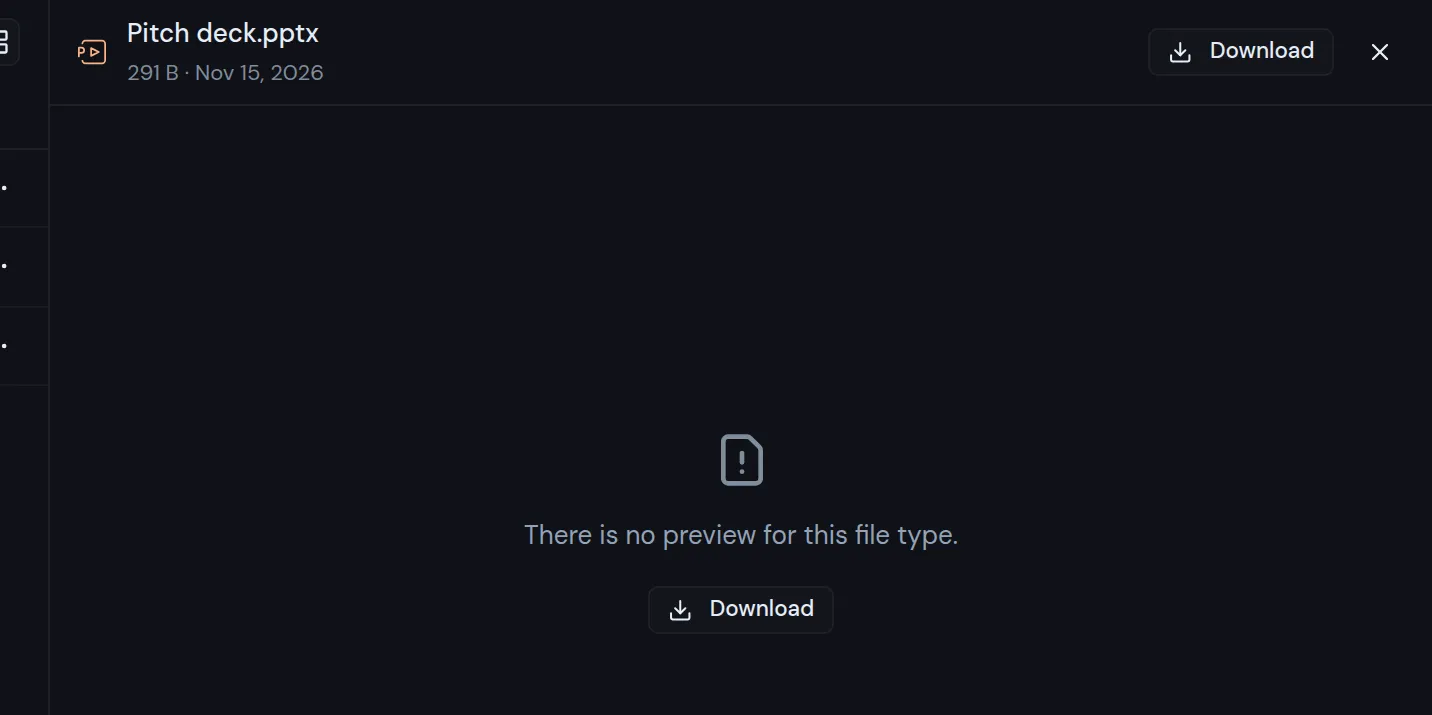 Pitch deck.pptx
291 B · Nov 15, 2026
Download
There is no preview for this file type.
Download